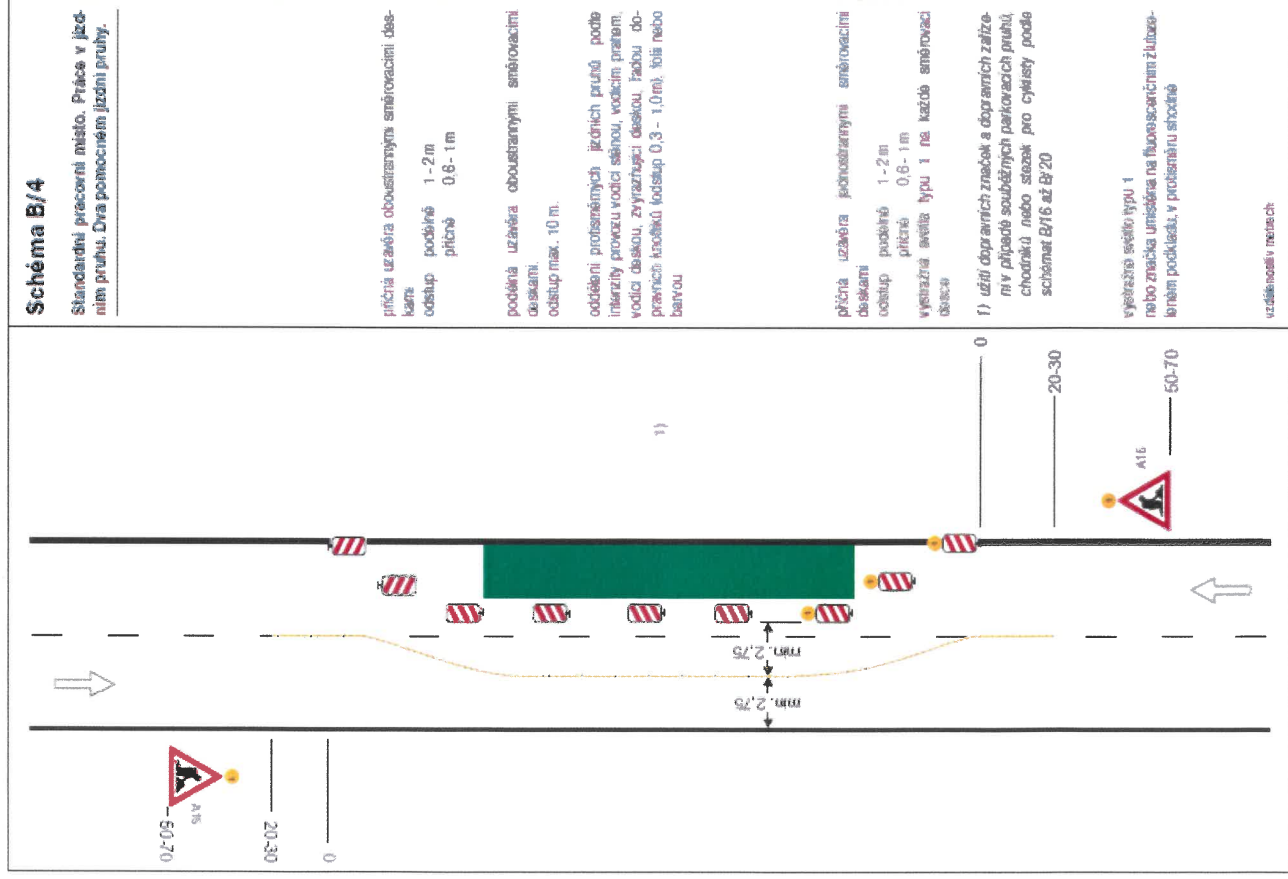 Schéma B/4
Standardní pracovní místo. Práce v jízd-
ním pruhu. Dva pomocném jízdní pruhy.
příčná uzávěra oboustrannými směrovacími des-
kami
odstup podélně 1 - 2 m
příčně 0,6 - 1 m
podélná uzávěra oboustrannými směrovacími
deskami.
odstup max. 10 m.
oddělení protisměrných jízdních pruhů podle
intenzity provozu vodicí stěnou, vodicím prahem,
vodicí deskou, zvýrazňující deskou, řadou do-
pravních knoflíků (odstup 0,3 - 1,0 m), folií nebo
barvou
příčná uzávěra jednostrannými směrovacími
deskami
odstup podélně 1 - 2 m
příčně 0,6 - 1 m
výstražná světla typu 1 na každé směrovací
desce
1) užití dopravních značek a dopravních zaříze-
ní v případě souběžných parkovacích pruhů,
chodníků nebo stezek pro cyklisty podle
schémat B/16 až B/20
výstražné světlo typu 1
nebo značka umístěna na fluorescenčním žlutoze-
leném podkladu, v protisměru shodně
vzdálenosti v metrech
50-70
A15
20-30
0
min. 2,75
min. 2,75
1)
0
20-30
A15
50-70